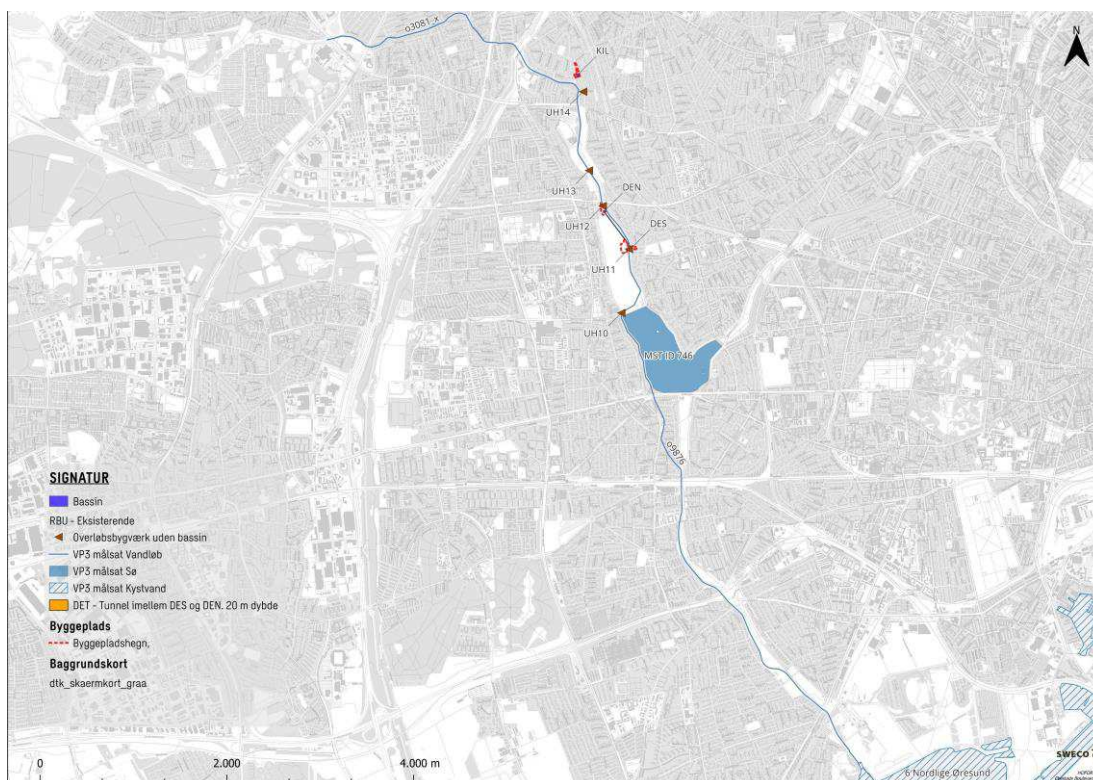 N
o3081_x
KIL
UH14
UH13
DEN
UH12
DES
UH11
UH10
MST ID 746
o9876
SIGNATUR
Bassin
RBU - Eksisterende
Overløbsbygværk uden bassin
VP3 målsat Vandløb
VP3 målsat Sø
VP3 målsat Kystvand
DET - Tunnel imellem DES og DEN. 20 m dybde
Byggeplads
Byggepladshegn,
Baggrundskort
dtk_skaermkort_graa
0 2.000 4.000 m
6 Nordlige Øresund
SWECO
HOFOR